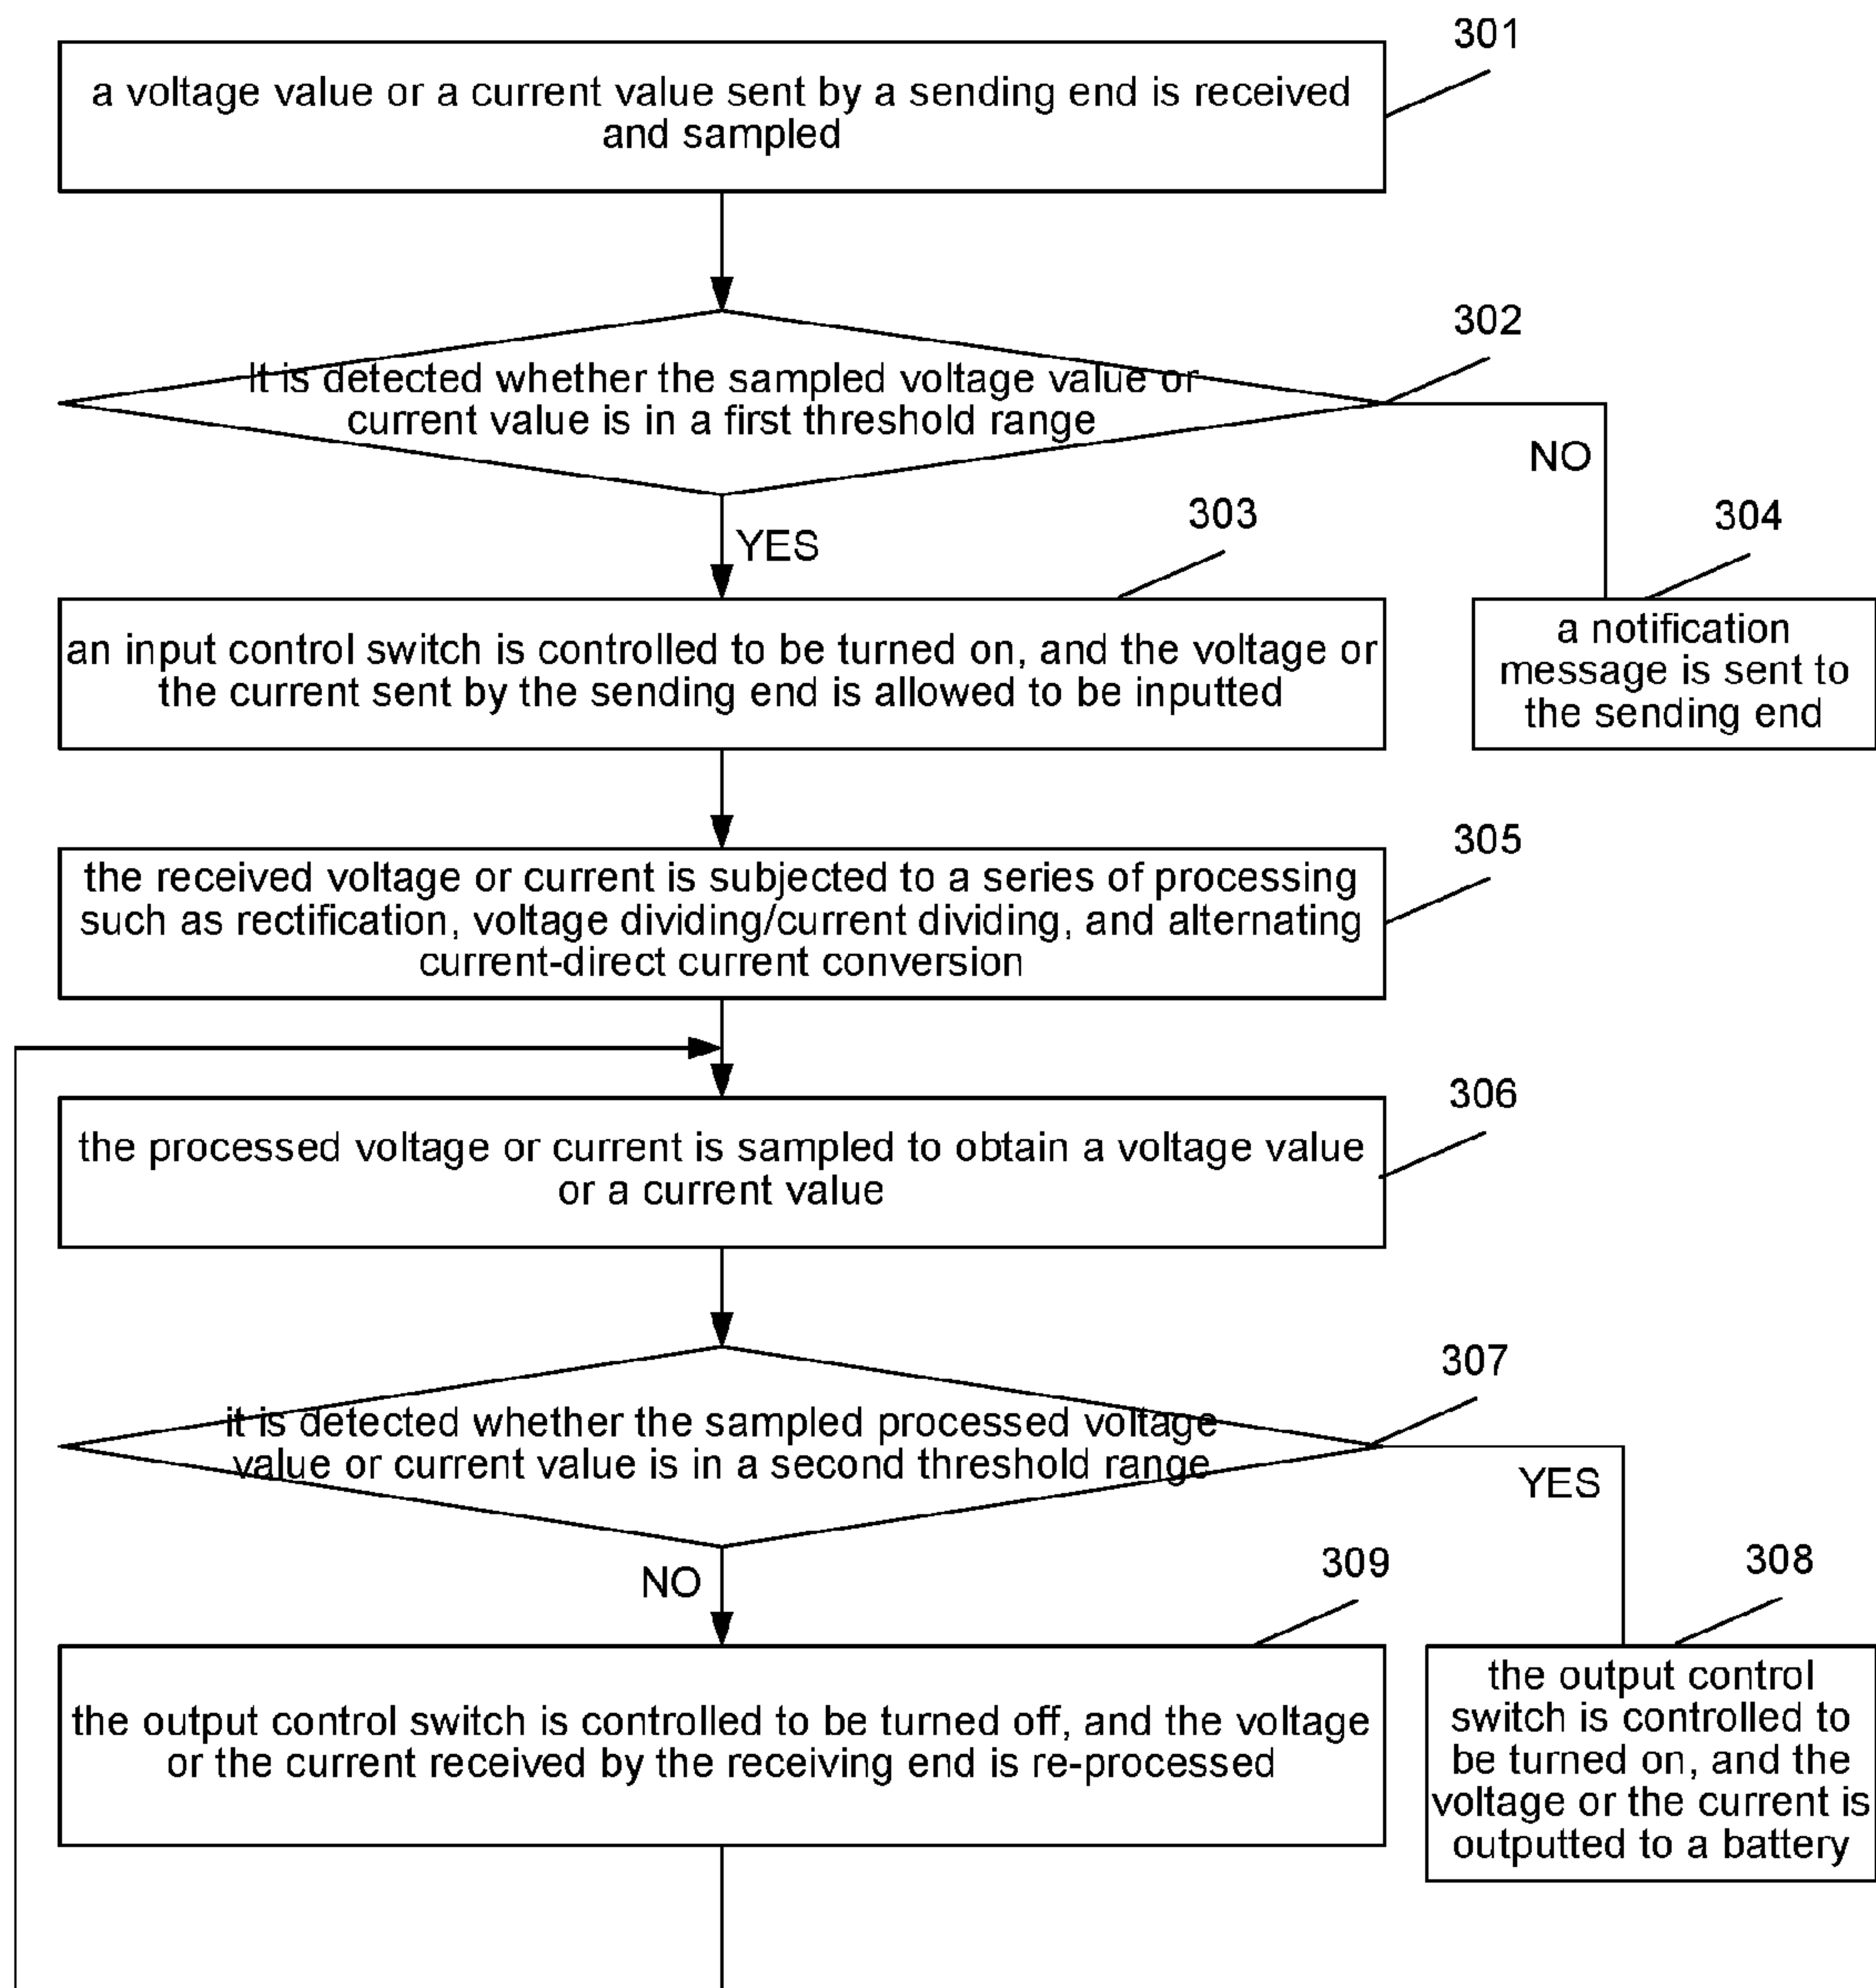 301
a voltage value or a current value sent by a sending end is received
and sampled
302
It is detected whether the sampled voltage value or
current value is in a first threshold range
NO
303
304
YES
an input control switch is controlled to be turned on, and the voltage or
the current sent by the sending end is allowed to be inputted
a notification
message is sent to
the sending end
305
the received voltage or current is subjected to a series of processing
such as rectification, voltage dividing/current dividing, and alternating
current-direct current conversion
306
the processed voltage or current is sampled to obtain a voltage value
or a current value
307
it is detected whether the sampled processed voltage
value or current value is in a second threshold range
YES
NO
309
308
the output control switch is controlled to be turned off, and the voltage
or the current received by the receiving end is re-processed
the output control
switch is controlled to
be turned on, and the
voltage or the current is
outputted to a battery